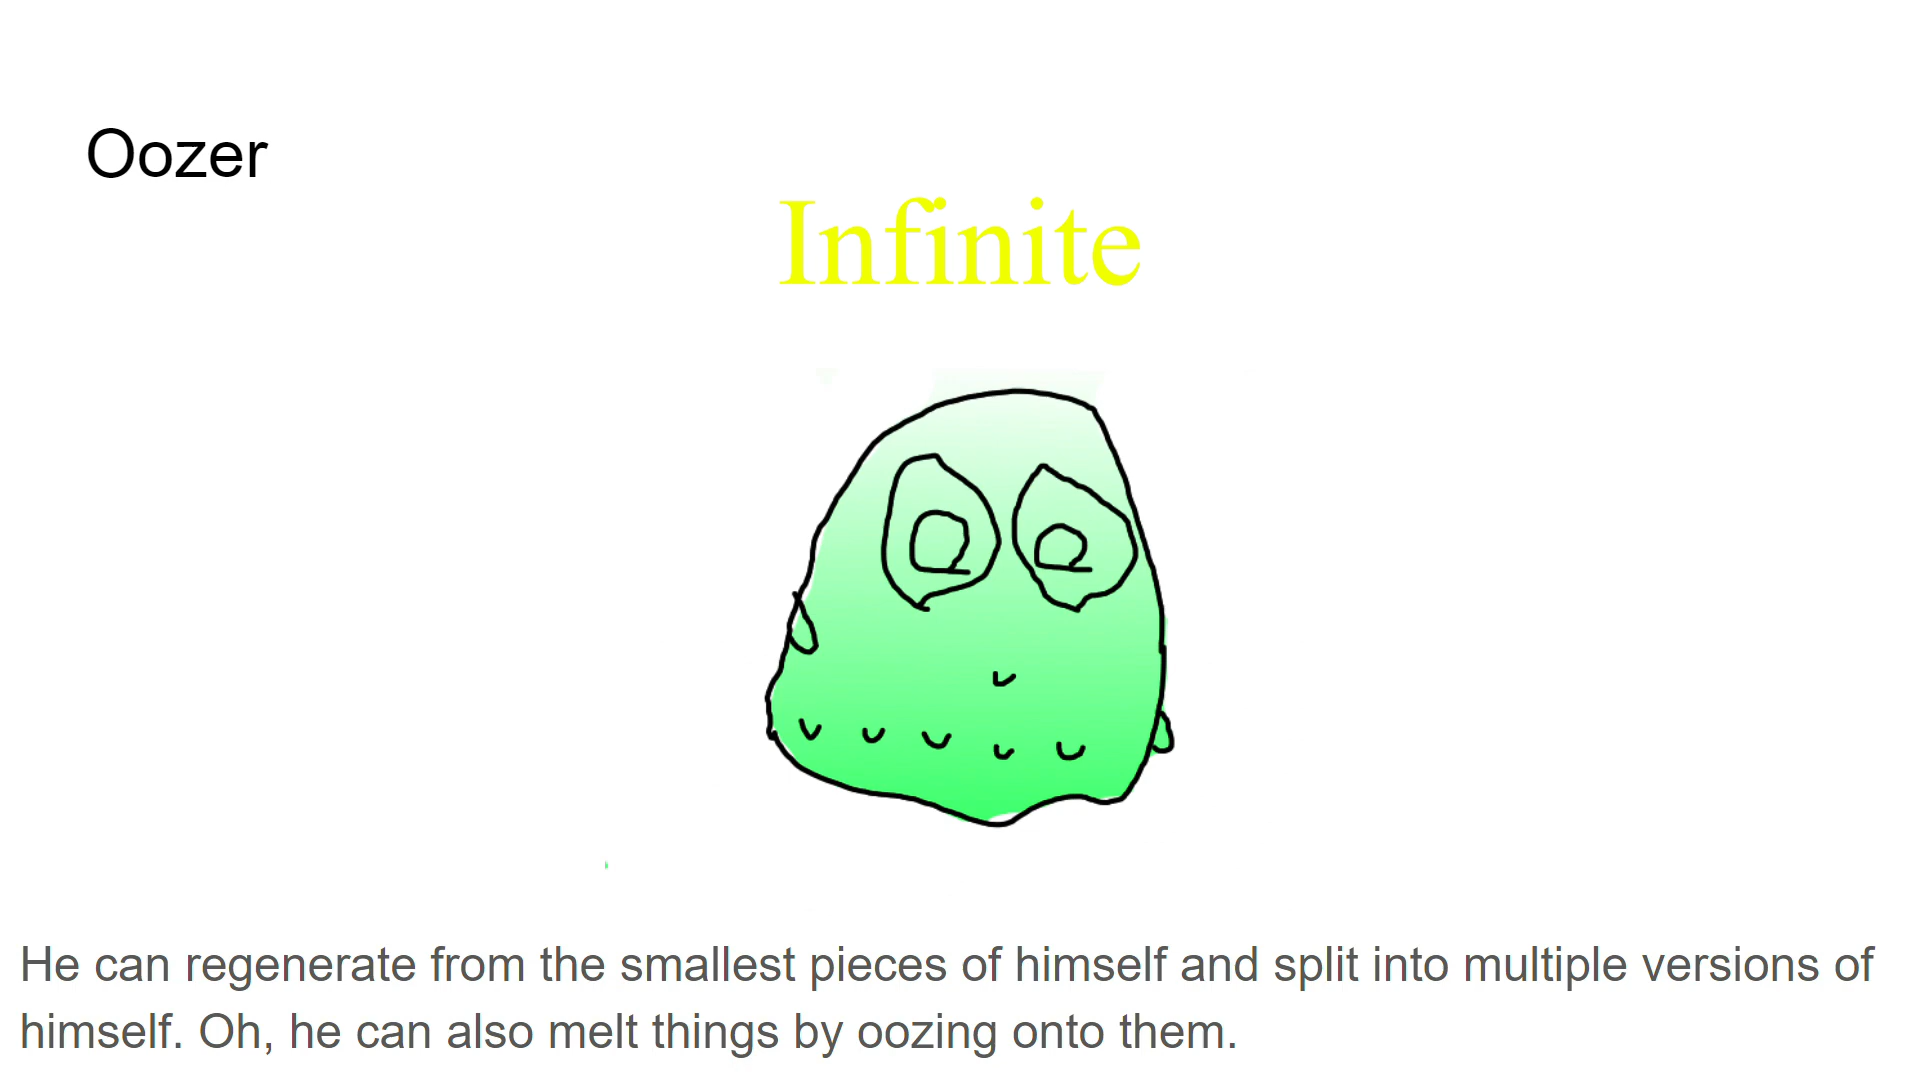 Oozer
Infinite
He can regenerate from the smallest pieces of himself and split into multiple versions of
himself. Oh, he can also melt things by oozing onto them.